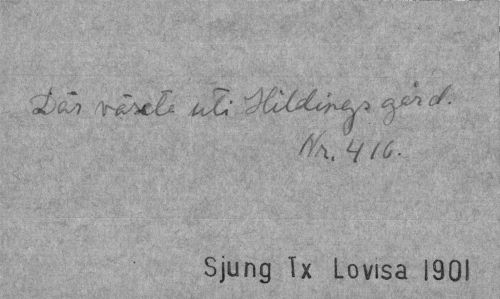 Där växte uti Hildings gård.
Nr. 416.
Sjung Tx Lovisa 1901